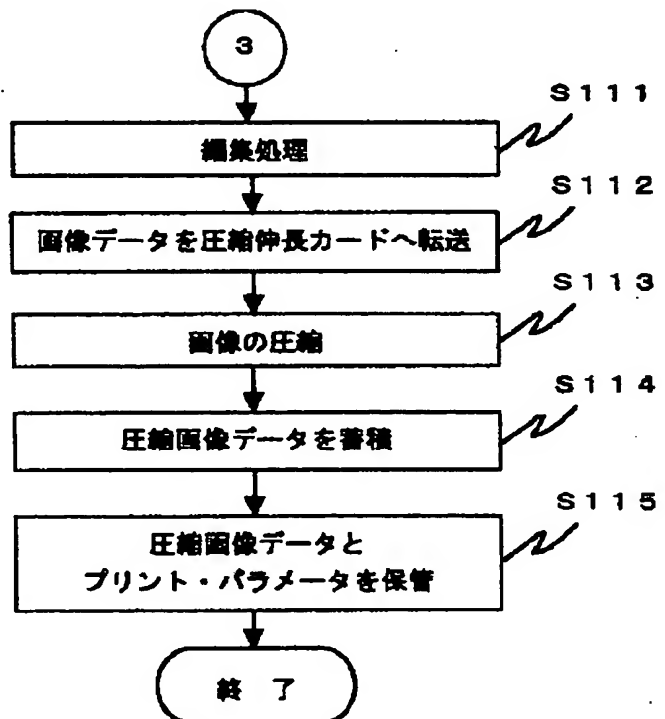 3
S111
編集処理
S112
画像データを圧縮伸長カードへ転送
S113
画像の圧縮
S114
圧縮画像データを蓄積
S115
圧縮画像データと
プリント・パラメータを保管
終 了